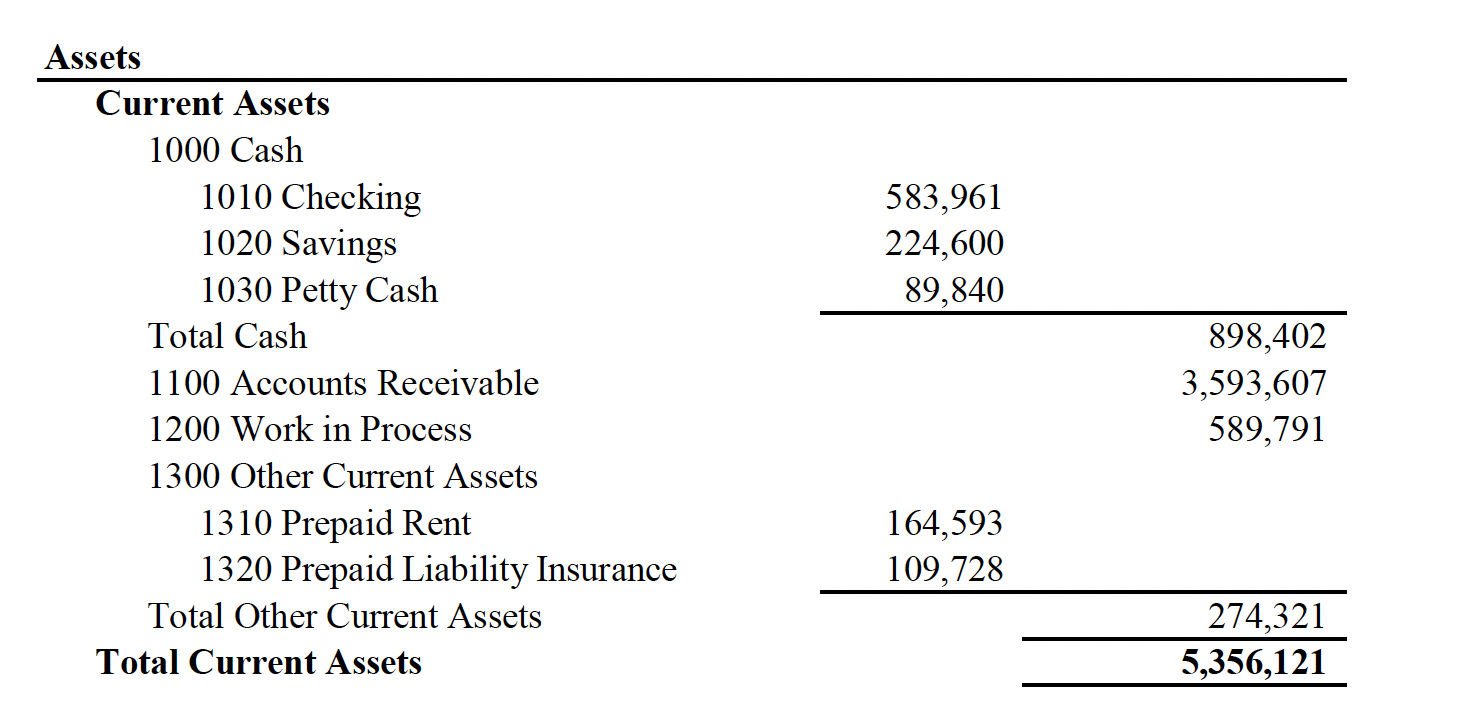 Assets
Current Assets
1000 Cash
1010 Checking 583,961
1020 Savings 224,600
1030 Petty Cash 89,840
Total Cash 898,402
1100 Accounts Receivable 3,593,607
1200 Work in Process 589,791
1300 Other Current Assets
1310 Prepaid Rent 164,593
1320 Prepaid Liability Insurance 109,728
Total Other Current Assets 274,321
Total Current Assets 5,356,121